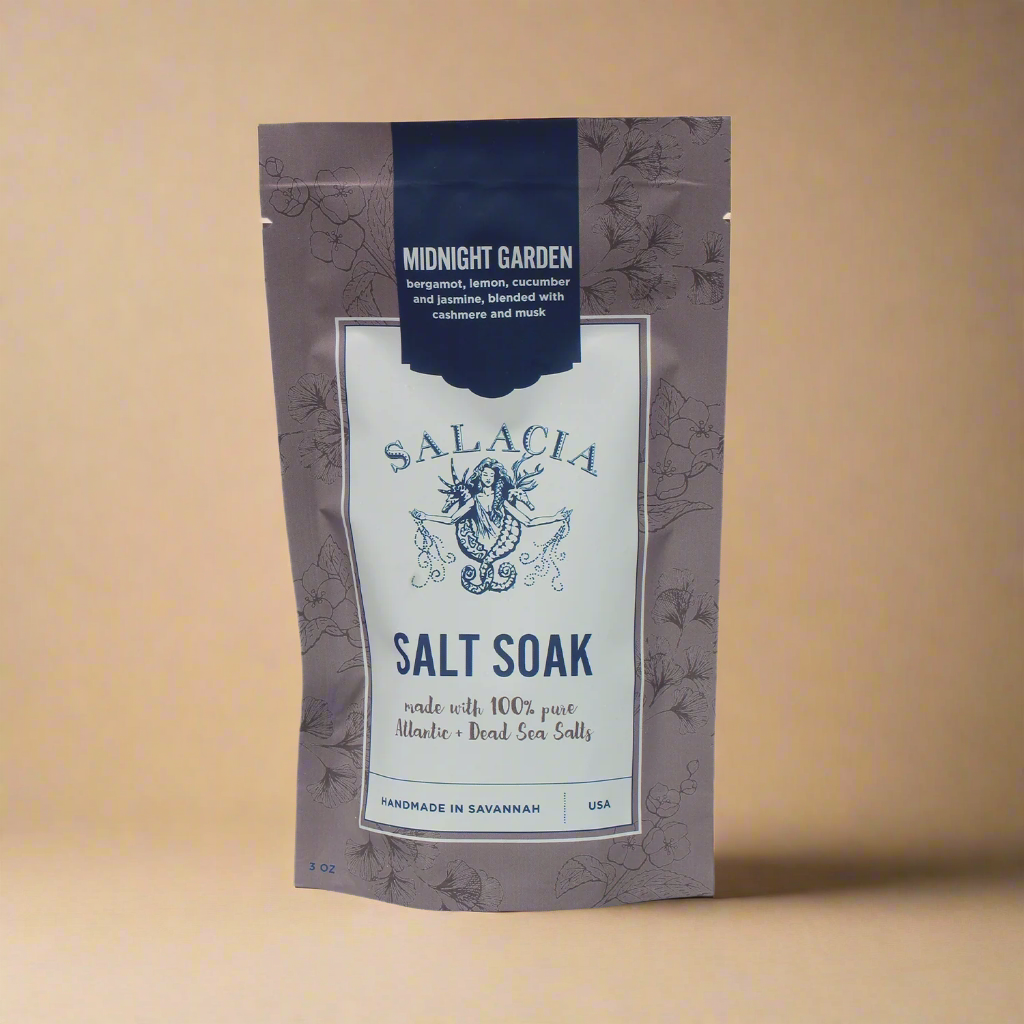 MIDNIGHT GARDEN
bergamot, lemon, cucumber
and jasmine, blended with
cashmere and musk
SALACIA
SALT SOAK
made with 100% pure
Atlantic + Dead Sea Salts
HANDMADE IN SAVANNAH USA
3 OZ